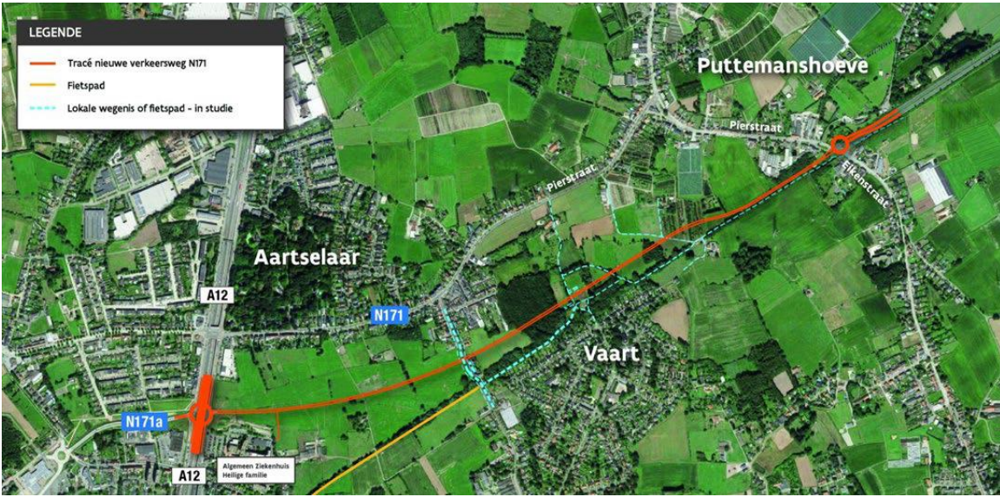 LEGENDE
Tracé nieuwe verkeersweg N171
Fietspad
Lokale wegenis of fietspad - in studie
Puttemanshoeve
Pierstraat
Pierstraat
Eikenstraat
Aartselaar
A12
N171
Vaart
N171a
A12
Algemeen Ziekenhuis
Heilige familie